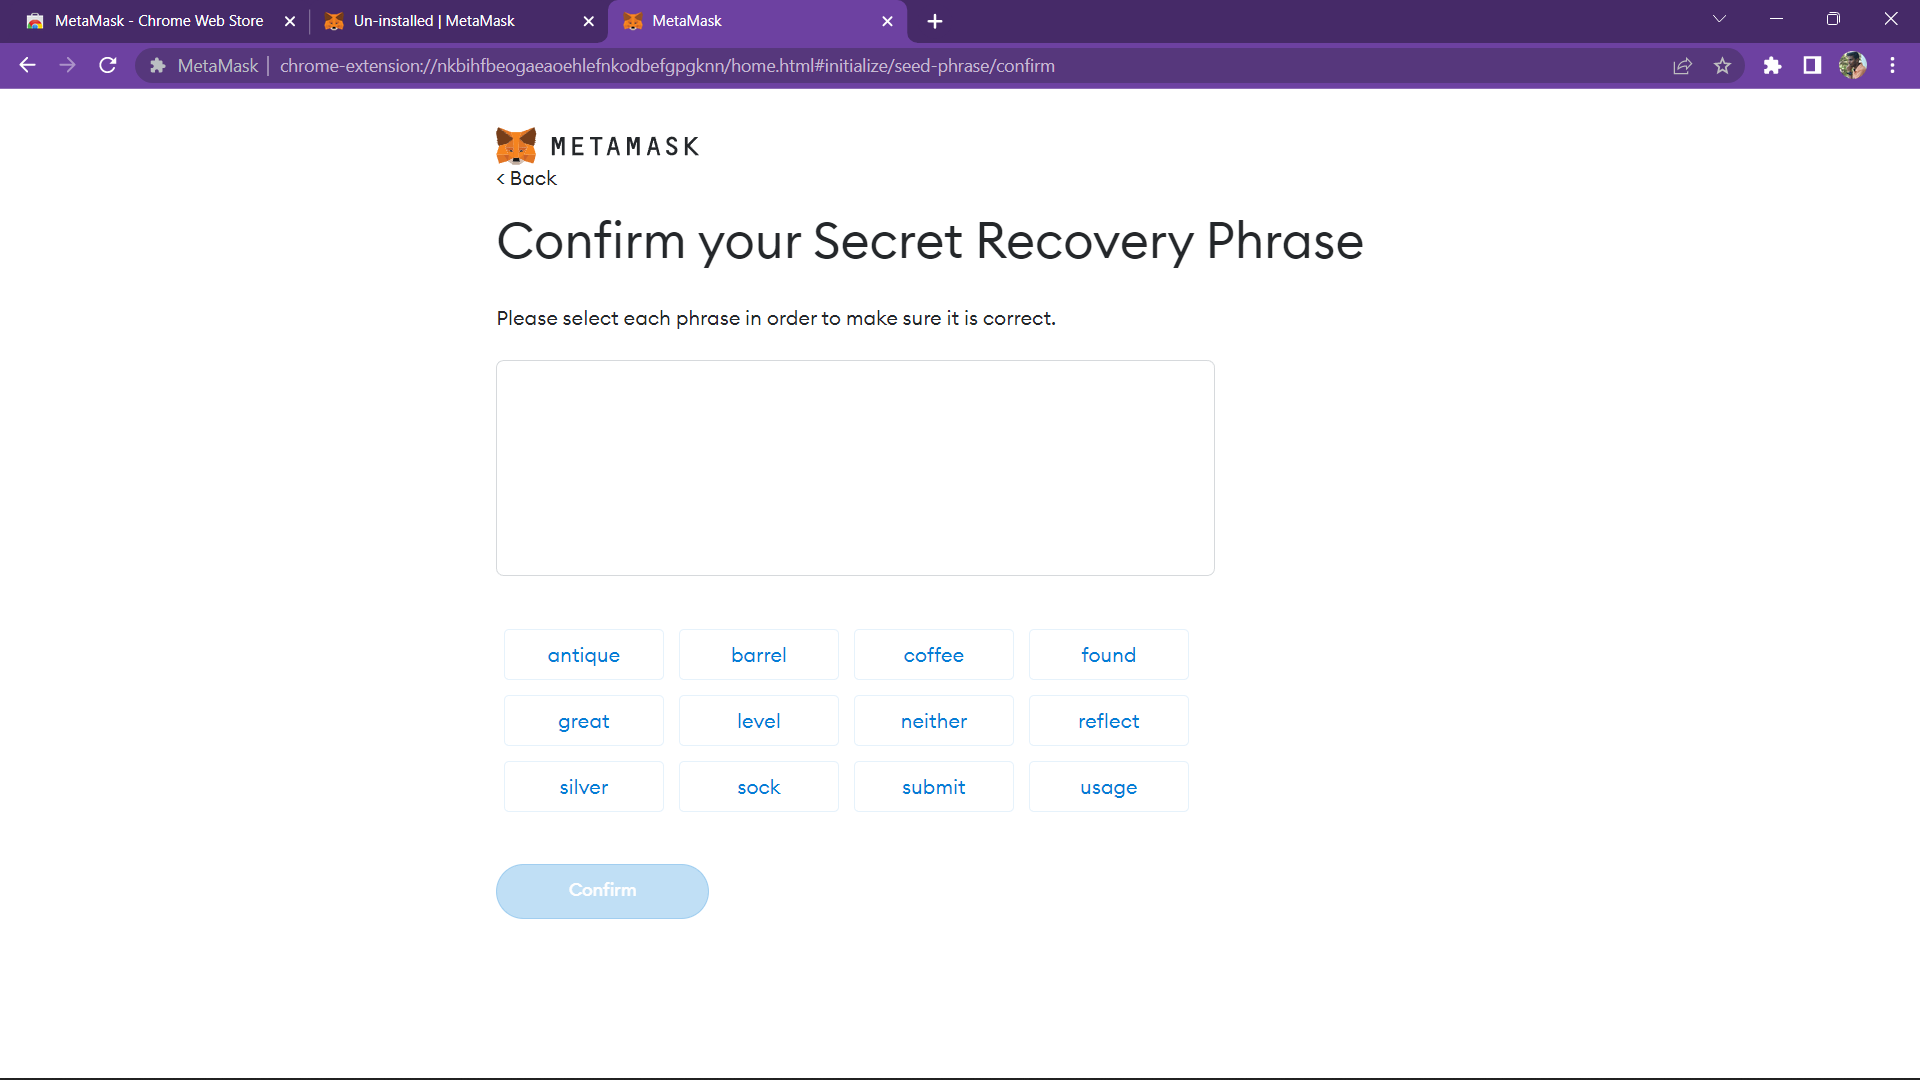 MetaMask - Chrome Web Store
Un-installed | MetaMask
MetaMask
MetaMask | chrome-extension://nkbihfbeogaeaoehlefnkodbefgpgknn/home.html#initialize/seed-phrase/confirm
METAMASK
< Back
Confirm your Secret Recovery Phrase
Please select each phrase in order to make sure it is correct.
antique barrel coffee found
great level neither reflect
silver sock submit usage
Confirm